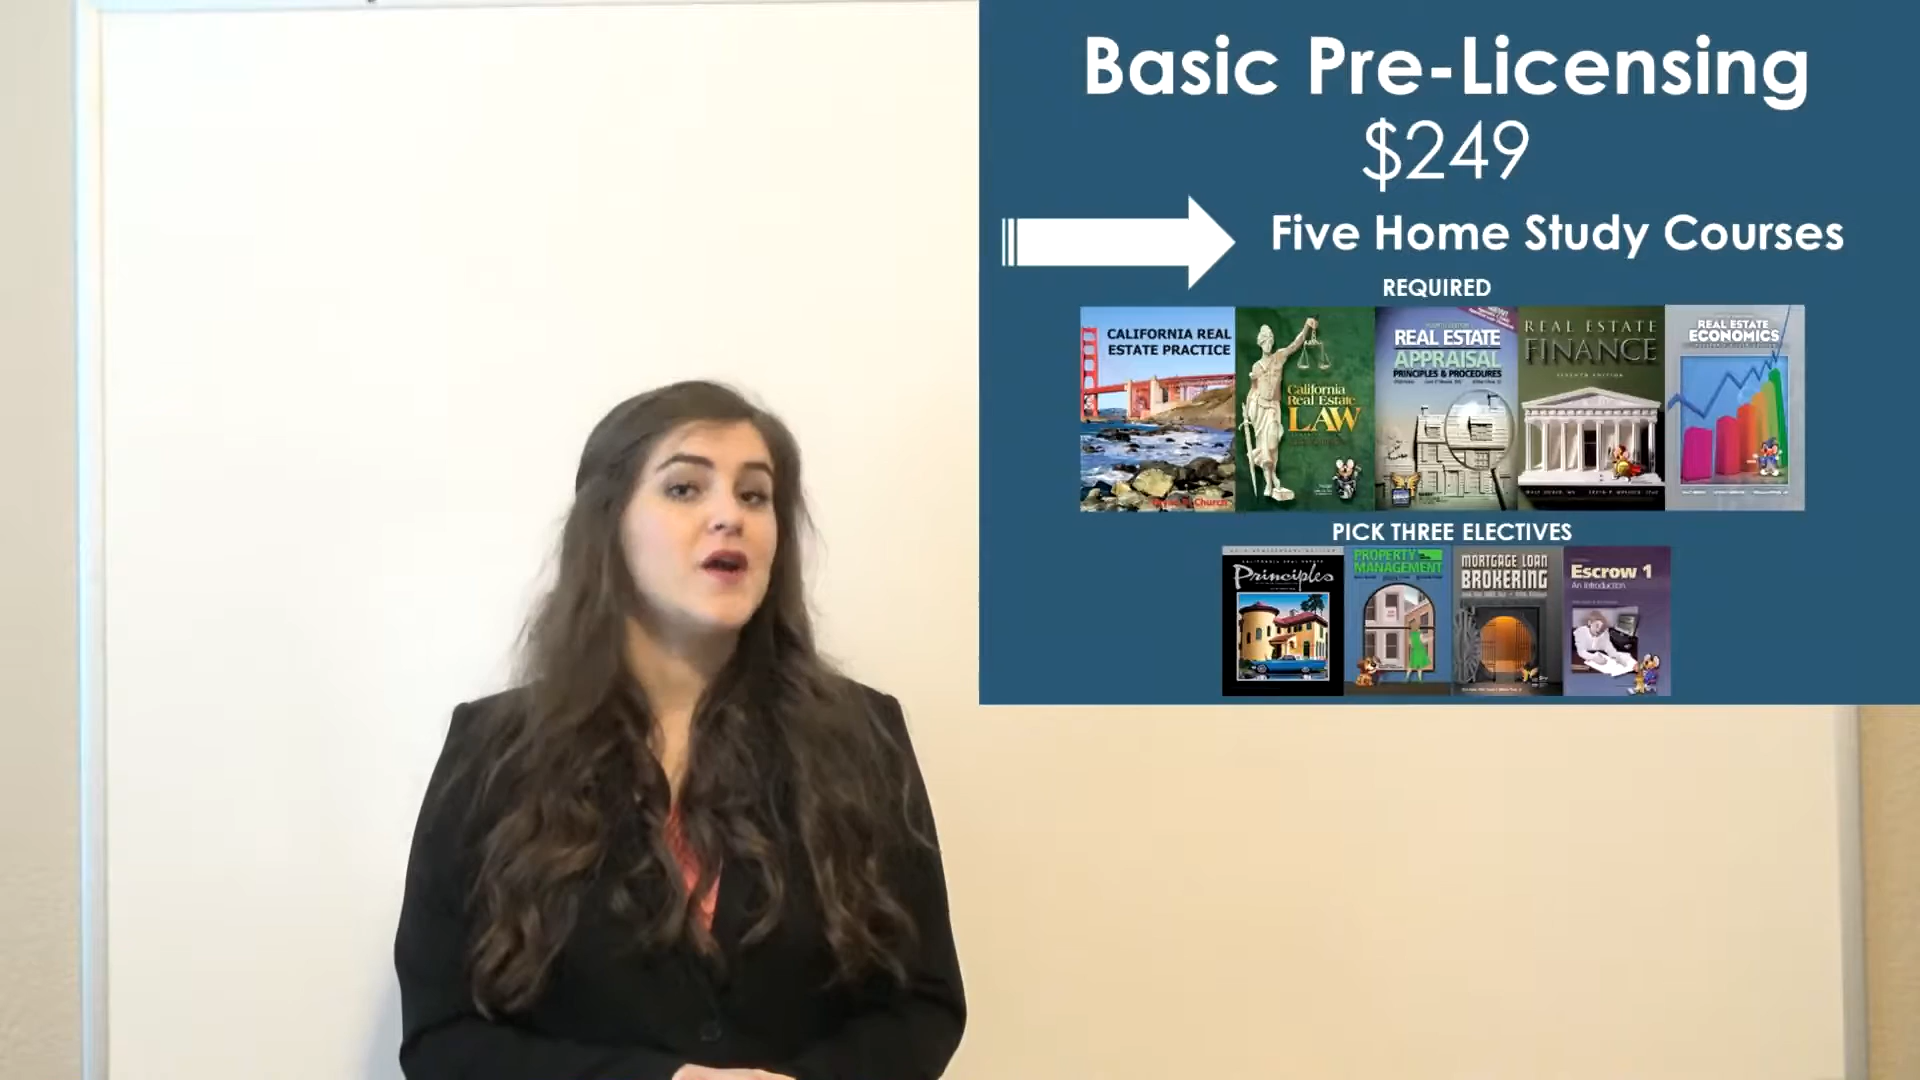 Basic Pre-Licensing
$249
Five Home Study Courses
REQUIRED
CALIFORNIA REAL
ESTATE PRACTICE
California
Real Estate
LAW
REAL ESTATE
APPRAISAL
PRINCIPLES & PROCEDURES
REAL ESTATE
FINANCE
SEVENTH EDITION
REAL ESTATE
ECONOMICS
PICK THREE ELECTIVES
Principles
PROPERTY
MANAGEMENT
MORTGAGE LOAN
BROKERING
Escrow 1
An Introduction